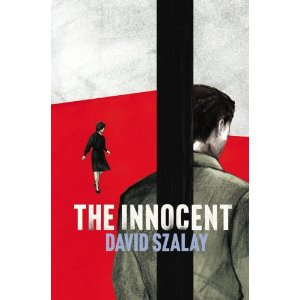 THE INNOCENT
DAVID SZALAY